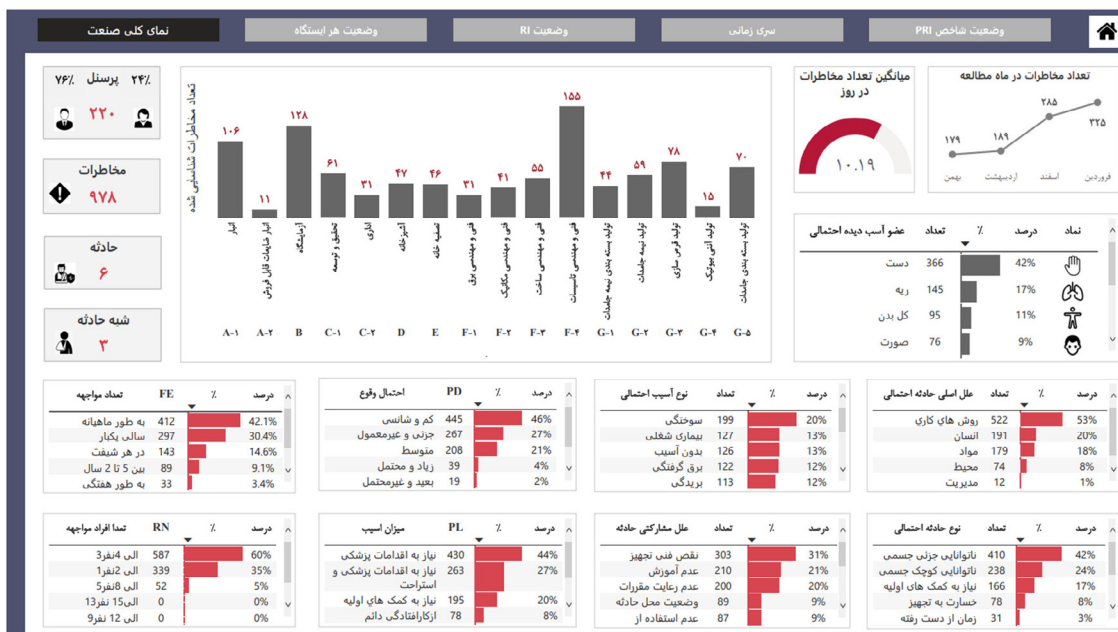 نمای کلی صنعت
وضعیت هر ایستگاه
وضعیت RI
سری زمانی
وضعیت شاخص PRI
۷۶٪ پرسنل ۲۴٪
۲۲۰
مخاطرات
۹۷۸
حادثه
۶
شبه حادثه
۳
تعداد مخاطرات شناسایی شده
۱۰۶
۱۱
۱۲۸
۶۱
۳۱
۴۷
۴۶
۳۱
۴۱
۵۵
۱۵۵
۴۴
۵۹
۷۸
۱۵
۷۰
انبار
انبار ضایعات قابل فروش
آزمایشگاه
تحقیق و توسعه
اداری
آشپزخانه
تصفیه خانه
فنی و مهندسی برق
فنی و مهندسی مکانیک
فنی و مهندسی ساخت
فنی و مهندسی تاسیسات
تولید بسته بندی نیمه جامدات
تولید نیمه جامدات
تولید قرص سازی
تولید آنتی بیوتیک
تولید بسته بندی جامدات
A-۱ A-۲ B C-۱ C-۲ D E F-۱ F-۲ F-۳ F-۴ G-۱ G-۲ G-۳ G-۴ G-۵
میانگین تعداد مخاطرات
در روز
۱۰.۱۹
تعداد مخاطرات در ماه مطالعه
۱۷۹
۱۸۹
۲۸۵
۳۲۵
بهمن اردیبهشت اسفند فروردین
عضو آسب دیده احتمالی تعداد ٪ درصد نماد
دست 366 42%
ریه 145 17%
کل بدن 95 11%
صورت 76 9%
تعداد مواجهه FE ٪ درصد
به طور ماهیانه 412 42.1%
سالی یکبار 297 30.4%
در هر شیفت 143 14.6%
بین 5 تا 2 سال 89 9.1%
به طور هفتگی 33 3.4%
احتمال وقوع PD ٪ درصد
کم و شانسی 445 46%
جزئی و غیرمعمول 267 27%
متوسط 208 21%
زیاد و محتمل 39 4%
بعید و غیرمحتمل 19 2%
نوع آسیب احتمالی تعداد ٪ درصد
سوختگی 199 20%
بیماری شغلی 127 13%
بدون آسیب 126 13%
برق گرفتگی 122 12%
بریدگی 113 12%
علل اصلی حادثه احتمالی تعداد ٪ درصد
روش های کاری 522 53%
انسان 191 20%
مواد 179 18%
محیط 74 8%
مدیریت 12 1%
تعدا افراد مواجهه RN ٪ درصد
الی 4نفر3 587 60%
الی 2نفر1 339 35%
الی 8نفر5 52 5%
الی15 نفر13 0 0%
الی 12 نفر9 0 0%
میزان اسیب PL ٪ درصد
نیاز به اقدامات پزشکی 430 44%
نیاز به اقدامات پزشکی و 263 27%
استراحت
نیاز به کمک های اولیه 195 20%
ازکارافتادگی دائم 78 8%
علل مشارکتی حادثه تعداد ٪ درصد
نقص فنی تجهیز 303 31%
عدم آموزش 210 21%
عدم رعایت مقررات 200 20%
وضعیت محل حادثه 89 9%
عدم استفاده از 87 9%
نوع حادثه احتمالی تعداد ٪ درصد
ناتوانایی جزئی جسمی 410 42%
ناتوانایی کوچک جسمی 238 24%
نیاز به کمک های اولیه 166 17%
خسارت به تجهیز 78 8%
زمان از دست رفته 31 3%